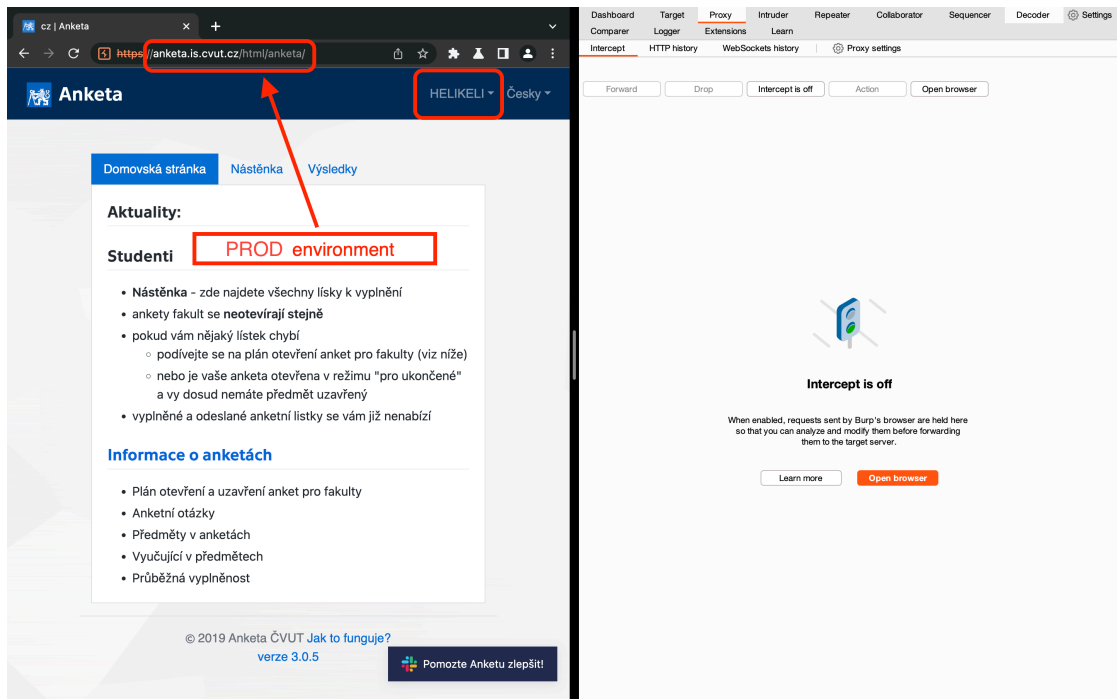 cz | Anketa
https://anketa.is.cvut.cz/html/anketa/
Anketa
HELIKELI
Česky
Domovská stránka
Nástěnka
Výsledky
Aktuality:
PROD environment
Studenti
Nástěnka - zde najdete všechny lísky k vyplnění
ankety fakult se neotevírají stejně
pokud vám nějaký lístek chybí
podívejte se na plán otevření anket pro fakulty (viz níže)
nebo je vaše anketa otevřena v režimu "pro ukončené"
a vy dosud nemáte předmět uzavřený
vyplněné a odeslané anketní listky se vám již nenabízí
Informace o anketách
Plán otevření a uzavření anket pro fakulty
Anketní otázky
Předměty v anketách
Vyučující v předmětech
Průběžná vyplněnost
© 2019 Anketa ČVUT Jak to funguje?
verze 3.0.5
Pomozte Anketu zlepšit!
Dashboard Target Proxy Intruder Repeater Collaborator Sequencer Decoder Settings
Comparer Logger Extensions Learn
Intercept HTTP history WebSockets history Proxy settings
Forward Drop Intercept is off Action Open browser
Intercept is off
When enabled, requests sent by Burp's browser are held here
so that you can analyze and modify them before forwarding
them to the target server.
Learn more Open browser